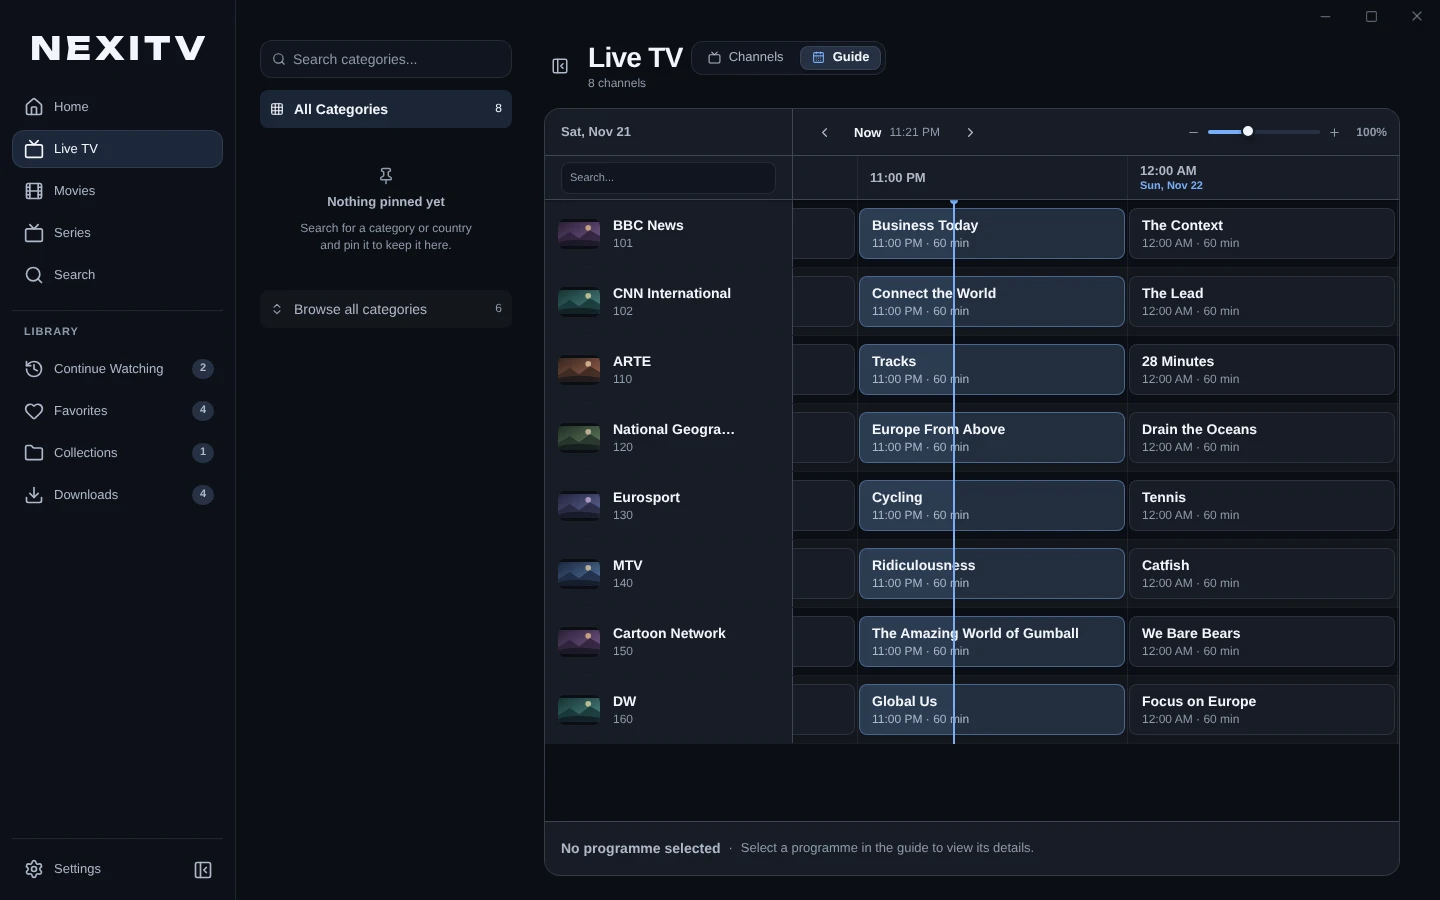 NEXITV
Home
Live TV
Movies
Series
Search
LIBRARY
Continue Watching 2
Favorites 4
Collections 1
Downloads 4
Settings
Search categories...
All Categories 8
Nothing pinned yet
Search for a category or country
and pin it to keep it here.
Browse all categories 6
Live TV
8 channels
Channels
Guide
Sat, Nov 21
Now 11:21 PM
100%
Search...
11:00 PM
12:00 AM
Sun, Nov 22
BBC News
101
Business Today
11:00 PM · 60 min
The Context
12:00 AM · 60 min
CNN International
102
Connect the World
11:00 PM · 60 min
The Lead
12:00 AM · 60 min
ARTE
110
Tracks
11:00 PM · 60 min
28 Minutes
12:00 AM · 60 min
National Geogra...
120
Europe From Above
11:00 PM · 60 min
Drain the Oceans
12:00 AM · 60 min
Eurosport
130
Cycling
11:00 PM · 60 min
Tennis
12:00 AM · 60 min
MTV
140
Ridiculousness
11:00 PM · 60 min
Catfish
12:00 AM · 60 min
Cartoon Network
150
The Amazing World of Gumball
11:00 PM · 60 min
We Bare Bears
12:00 AM · 60 min
DW
160
Global Us
11:00 PM · 60 min
Focus on Europe
12:00 AM · 60 min
No programme selected · Select a programme in the guide to view its details.